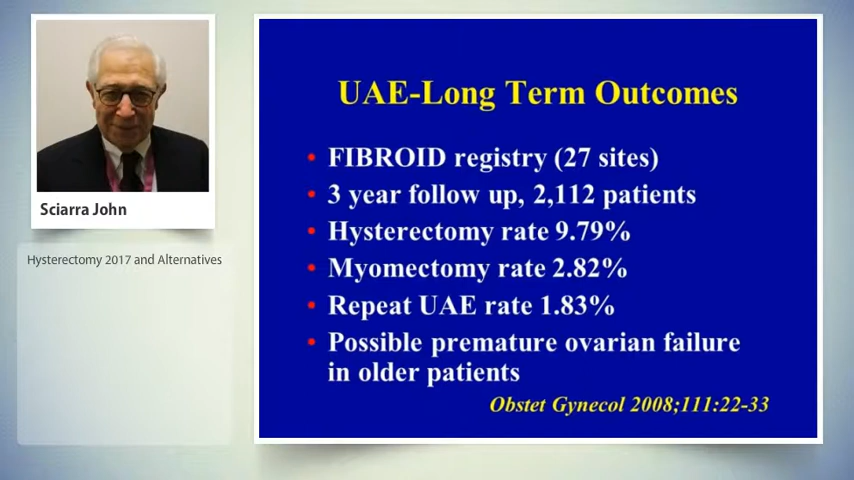 Sciarra John
Hysterectomy 2017 and Alternatives
UAE-Long Term Outcomes
• FIBROID registry (27 sites)
• 3 year follow up, 2,112 patients
• Hysterectomy rate 9.79%
• Myomectomy rate 2.82%
• Repeat UAE rate 1.83%
• Possible premature ovarian failure
in older patients
Obstet Gynecol 2008;111:22-33